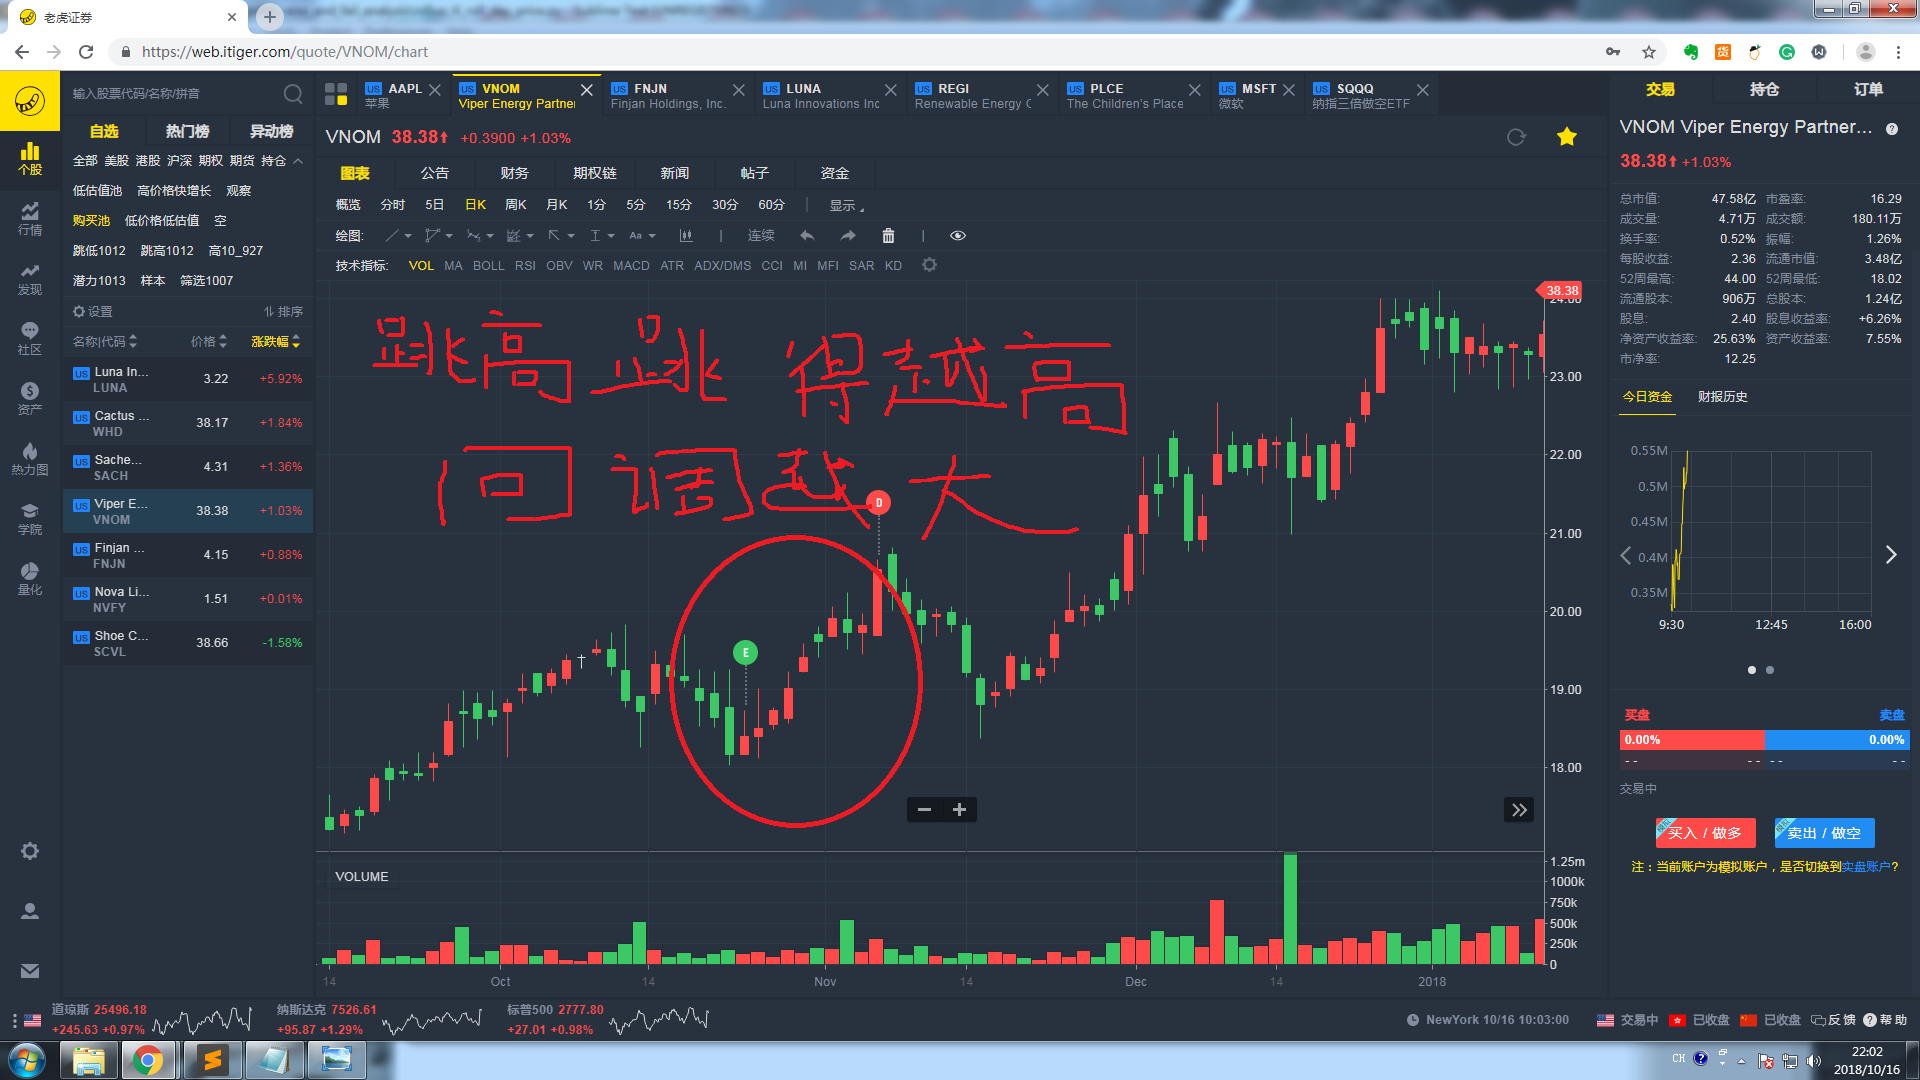 老虎证券
https://web.itiger.com/quote/VNOM/chart
输入股票代码/名称/拼音
自选 热门榜 异动榜
全部 美股 港股 沪深 期权 期货 持仓
低估值池 高价格快增长 观察
购买池 低价格低估值 空
跳低1012 跳高1012 高10_927
潜力1013 样本 筛选1007
设置 排序
名称|代码 价格 涨跌幅
US Luna In... LUNA 3.22 +5.92%
US Cactus ... WHD 38.17 +1.84%
US Sache... SACH 4.31 +1.36%
US Viper E... VNOM 38.38 +1.03%
US Finjan ... FNJN 4.15 +0.88%
US Nova Li... NVFY 1.51 +0.01%
US Shoe C... SCVL 38.66 -1.58%
个股
行情
发现
社区
资产
热力图
学院
量化
US AAPL 苹果
US VNOM Viper Energy Partner
US FNJN Finjan Holdings, Inc.
US LUNA Luna Innovations Inc
US REGI Renewable Energy G
US PLCE The Children's Place
US MSFT 微软
US SQQQ 纳指三倍做空ETF
VNOM 38.38 +0.3900 +1.03%
图表 公告 财务 期权链 新闻 帖子 资金
概览 分时 5日 日K 周K 月K 1分 5分 15分 30分 60分 显示
绘图: Aa 连续
技术指标: VOL MA BOLL RSI OBV WR MACD ATR ADX/DMS CCI MI MFI SAR KD
跳高跳得越高
回调越大
D
E
38.38
24.00
23.00
22.00
21.00
20.00
19.00
18.00
VOLUME
1.25m
1000k
750k
500k
250k
0
14 Oct 14 Nov 14 Dec 14 2018
交易 持仓 订单
VNOM Viper Energy Partner...
38.38 +1.03%
总市值: 47.58亿 市盈率: 16.29
成交量: 4.71万 成交额: 180.11万
换手率: 0.52% 振幅: 1.26%
每股收益: 2.36 流通市值: 3.48亿
52周最高: 44.00 52周最低: 18.02
流通股本: 906万 总股本: 1.24亿
股息: 2.40 股息收益率: +6.26%
净资产收益率: 25.63% 资产收益率: 7.55%
市净率: 12.25
今日资金 财报历史
0.55M
0.5M
0.45M
0.4M
0.35M
9:30 12:45 16:00
买盘 卖盘
0.00% 0.00%
-- -- -- --
交易中
买入 / 做多 卖出 / 做空
注：当前账户为模拟账户，是否切换到实盘账户?
道琼斯 25496.18
+245.63 +0.97%
纳斯达克 7526.61
+95.87 +1.29%
标普500 2777.80
+27.01 +0.98%
NewYork 10/16 10:03:00 交易中 已收盘 已收盘 反馈 帮助
CH
22:02
2018/10/16